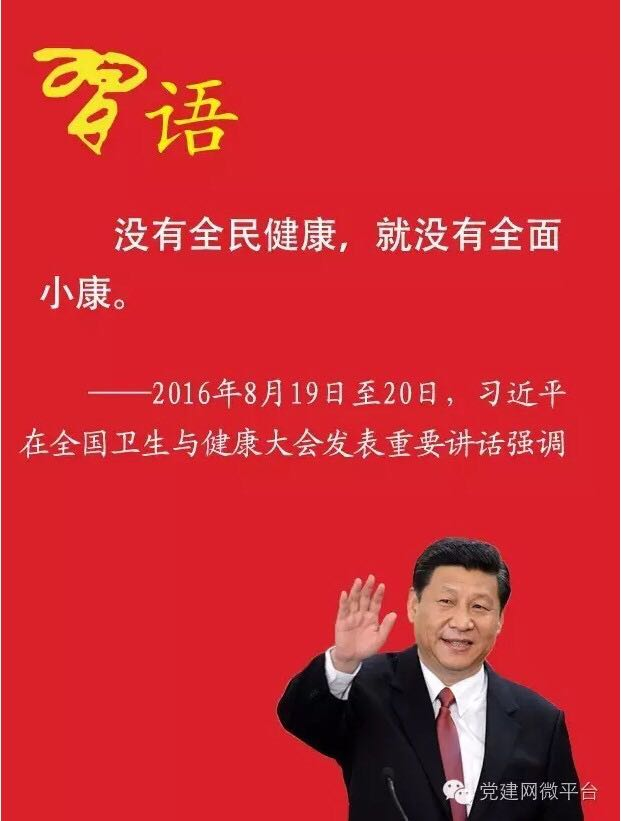 習语
没有全民健康，就没有全面
小康。
——2016年8月19日至20日，习近平
在全国卫生与健康大会发表重要讲话强调
党建网微平台